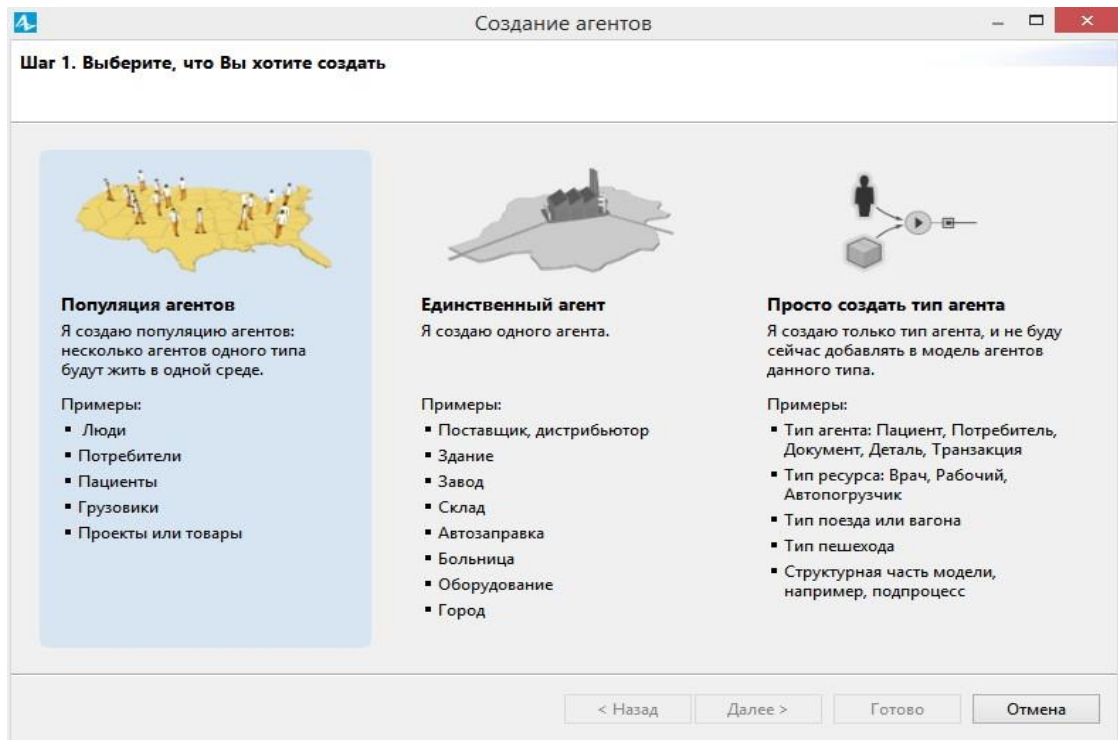 Создание агентов
Шаг 1. Выберите, что Вы хотите создать
Популяция агентов
Я создаю популяцию агентов:
несколько агентов одного типа
будут жить в одной среде.
Примеры:
▪ Люди
▪ Потребители
▪ Пациенты
▪ Грузовики
▪ Проекты или товары
Единственный агент
Я создаю одного агента.
Примеры:
▪ Поставщик, дистрибьютор
▪ Здание
▪ Завод
▪ Склад
▪ Автозаправка
▪ Больница
▪ Оборудование
▪ Город
Просто создать тип агента
Я создаю только тип агента, и не буду
сейчас добавлять в модель агентов
данного типа.
Примеры:
▪ Тип агента: Пациент, Потребитель,
Документ, Деталь, Транзакция
▪ Тип ресурса: Врач, Рабочий,
Автопогрузчик
▪ Тип поезда или вагона
▪ Тип пешехода
▪ Структурная часть модели,
например, подпроцесс
< Назад
Далее >
Готово
Отмена